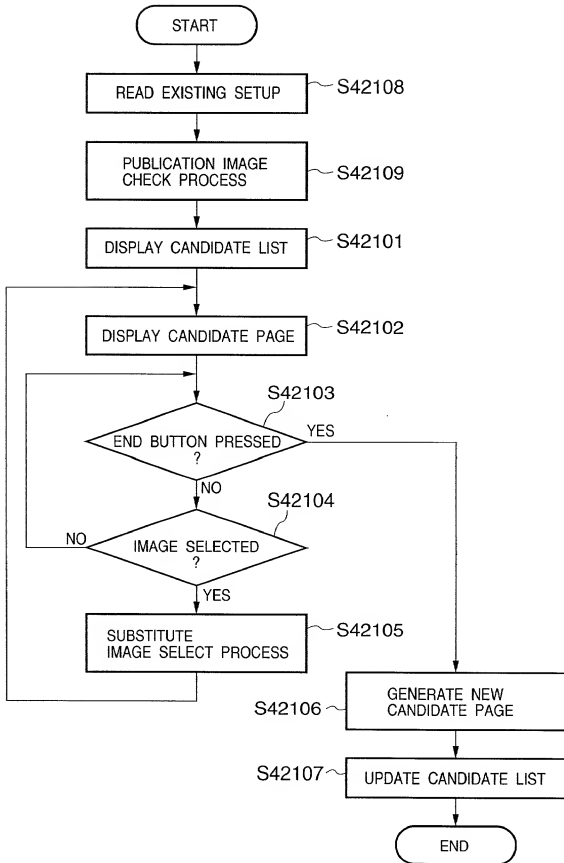 START
READ EXISTING SETUP
S42108
PUBLICATION IMAGE
CHECK PROCESS
S42109
DISPLAY CANDIDATE LIST
S42101
DISPLAY CANDIDATE PAGE
S42102
S42103
END BUTTON PRESSED
?
YES
NO
S42104
IMAGE SELECTED
?
NO
YES
SUBSTITUTE
IMAGE SELECT PROCESS
S42105
GENERATE NEW
CANDIDATE PAGE
S42106
UPDATE CANDIDATE LIST
S42107
END